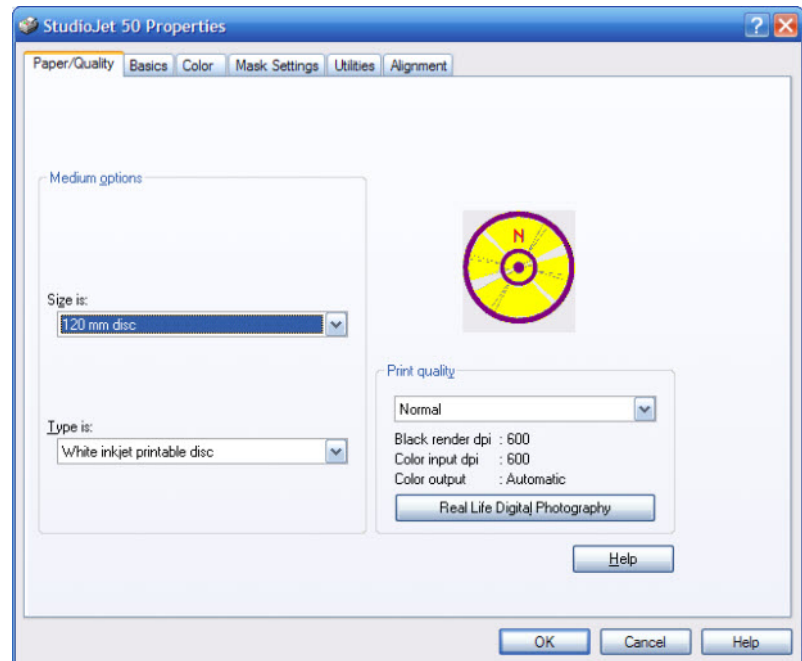 StudioJet 50 Properties
Paper/Quality Basics Color Mask Settings Utilities Alignment
Medium options
N
Size is:
120 mm disc
Print quality
Normal
Type is:
White inkjet printable disc
Black render dpi : 600
Color input dpi : 600
Color output : Automatic
Real Life Digital Photography
Help
OK Cancel Help